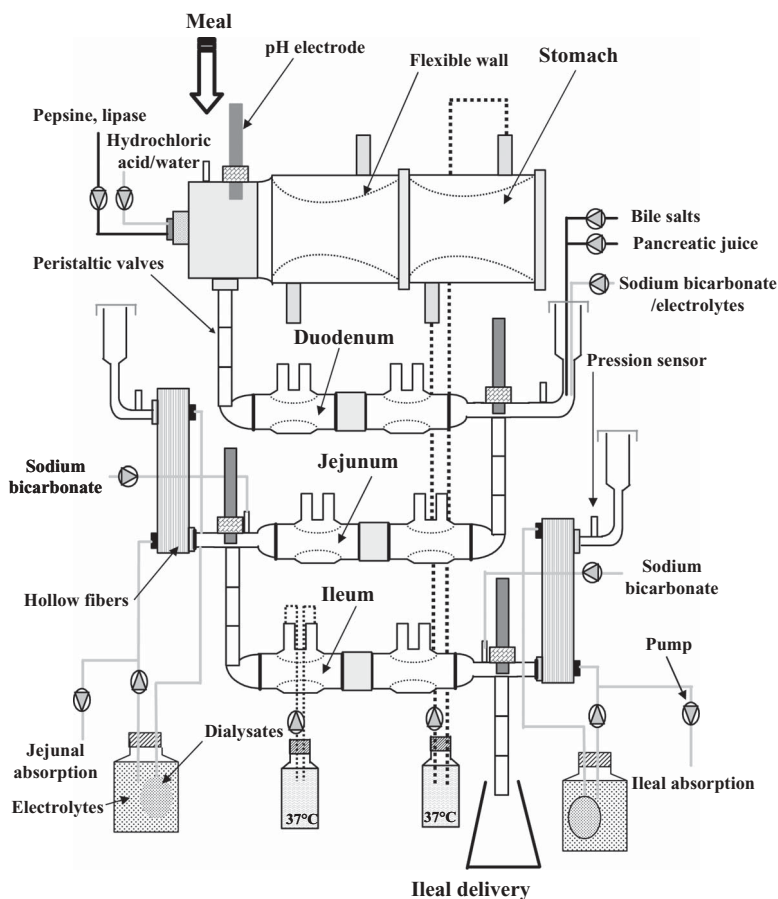 Meal
pH electrode
Flexible wall
Stomach
Pepsine, lipase
Hydrochloric
acid/water
Bile salts
Pancreatic juice
Peristaltic valves
Sodium bicarbonate
/electrolytes
Duodenum
Pression sensor
Jejunum
Sodium
bicarbonate
Sodium
bicarbonate
Hollow fibers
Ileum
Pump
Dialysates
Jejunal
absorption
Ileal absorption
Electrolytes
37°C
37°C
Ileal delivery